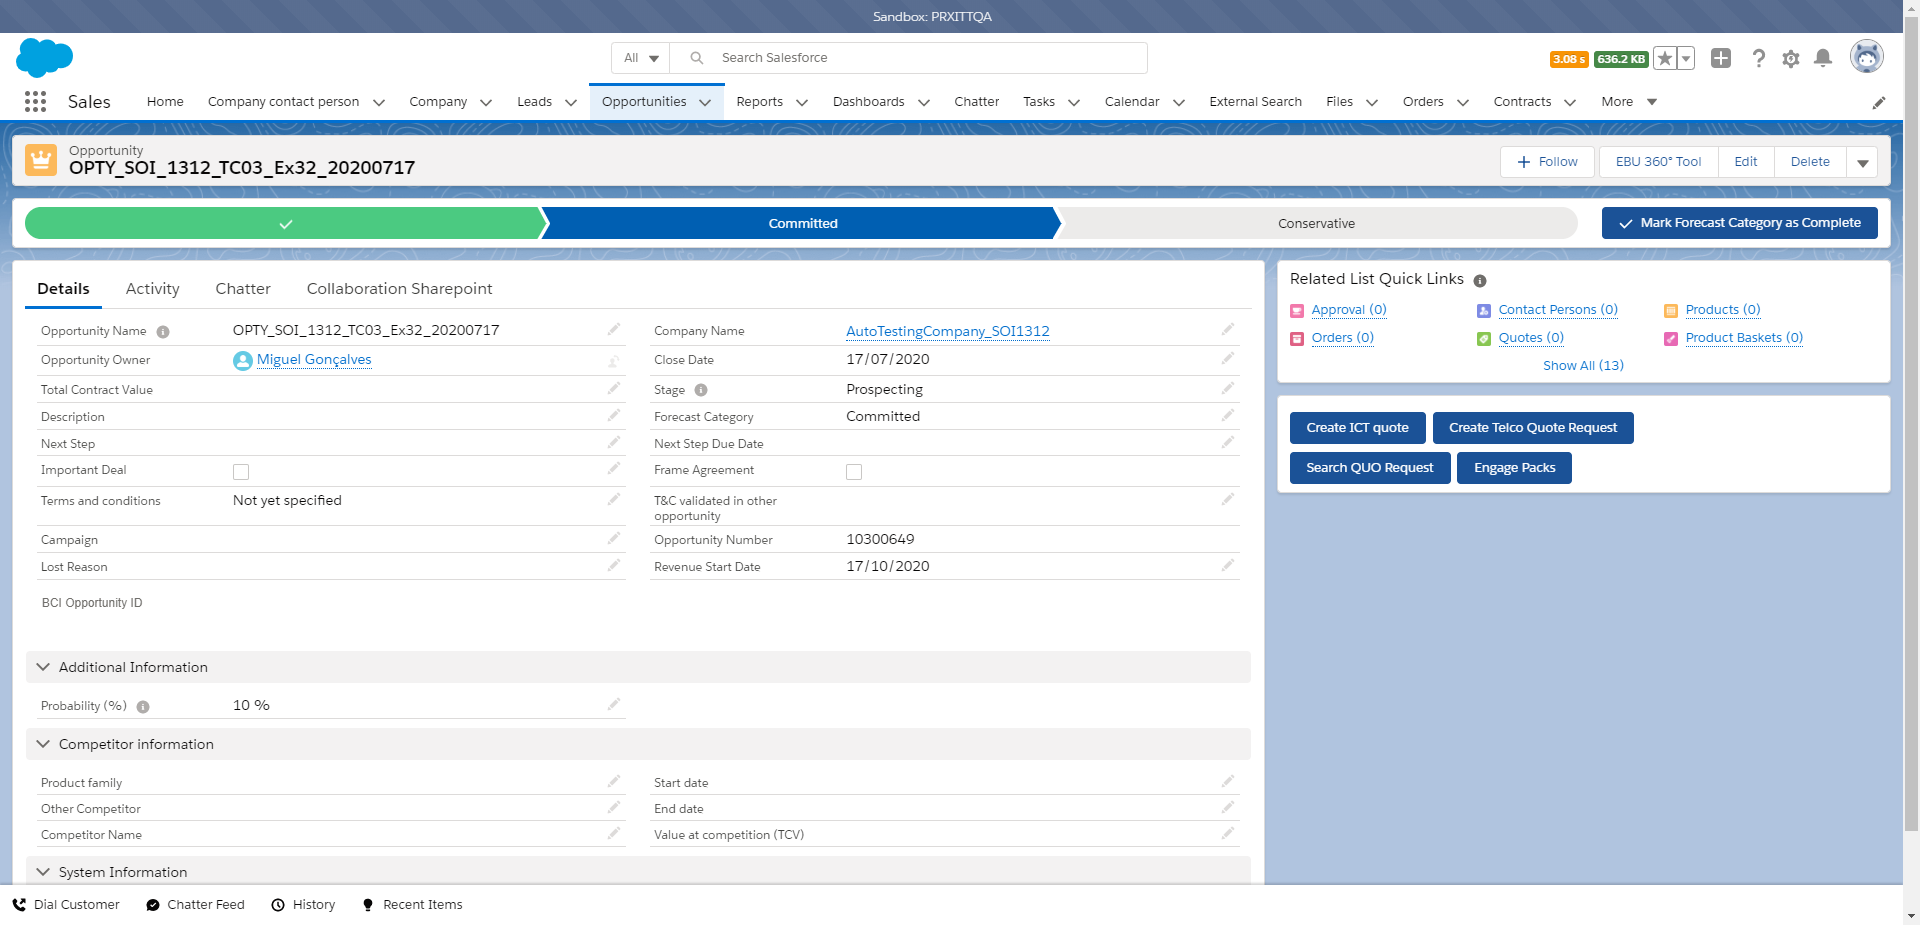 Sandbox: PRXITTQA
All Search Salesforce 3.08 s 636.2 KB
Sales Home Company contact person Company Leads Opportunities Reports Dashboards Chatter Tasks Calendar External Search Files Orders Contracts More
Opportunity
OPTY_SOI_1312_TC03_Ex32_20200717
Follow EBU 360° Tool Edit Delete
Committed Conservative Mark Forecast Category as Complete
Details Activity Chatter Collaboration Sharepoint
Opportunity Name OPTY_SOI_1312_TC03_Ex32_20200717 Company Name AutoTestingCompany_SOI1312
Opportunity Owner Miguel Gonçalves Close Date 17/07/2020
Total Contract Value Stage Prospecting
Description Forecast Category Committed
Next Step Next Step Due Date
Important Deal Frame Agreement
Terms and conditions Not yet specified T&C validated in other
opportunity
Campaign Opportunity Number 10300649
Lost Reason Revenue Start Date 17/10/2020
BCI Opportunity ID
Additional Information
Probability (%) 10 %
Competitor information
Product family Start date
Other Competitor End date
Competitor Name Value at competition (TCV)
System Information
Related List Quick Links
Approval (0) Contact Persons (0) Products (0)
Orders (0) Quotes (0) Product Baskets (0)
Show All (13)
Create ICT quote Create Telco Quote Request
Search QUO Request Engage Packs
Dial Customer Chatter Feed History Recent Items